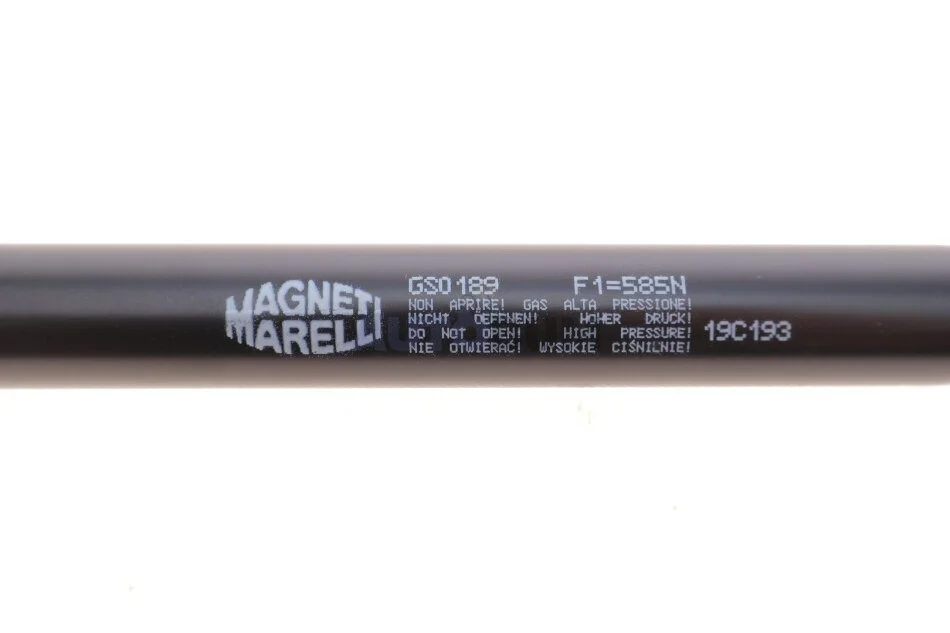 MAGNETI
MARELLI
GS0189 F1=585N
NON APRIRE! GAS ALTA PRESSIONE!
NICHT OEFFNEN! HOHER DRUCK!
DO NOT OPEN! HIGH PRESSURE!
NIE OTWIERAĆ! WYSOKIE CIŚNILNIE!
19C193